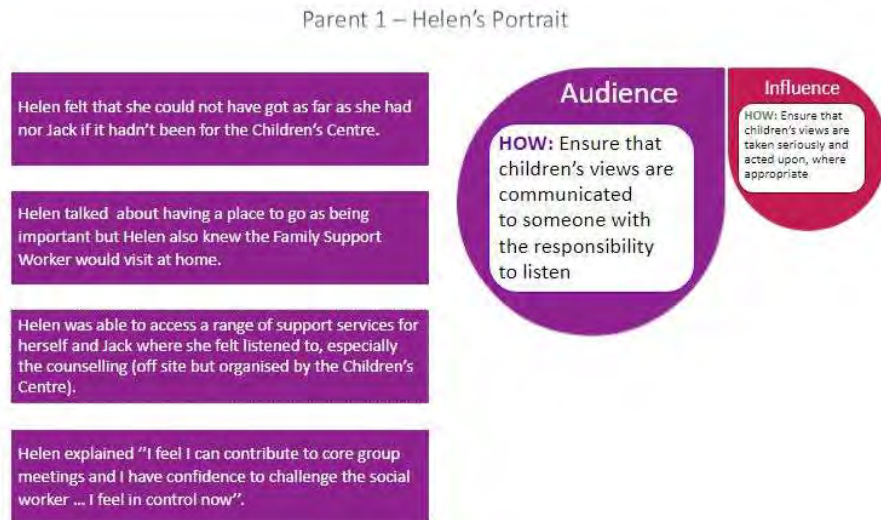 Parent 1 – Helen's Portrait
Helen felt that she could not have got as far as she had
nor Jack if it hadn't been for the Children's Centre.
Helen talked about having a place to go as being
important but Helen also knew the Family Support
Worker would visit at home.
Helen was able to access a range of support services for
herself and Jack where she felt listened to, especially
the counselling (off site but organised by the Children's
Centre).
Helen explained "I feel I can contribute to core group
meetings and I have confidence to challenge the social
worker ... I feel in control now".
Audience
HOW: Ensure that
children's views are
communicated
to someone with
the responsibility
to listen
Influence
HOW: Ensure that
children's views are
taken seriously and
acted upon, where
appropriate